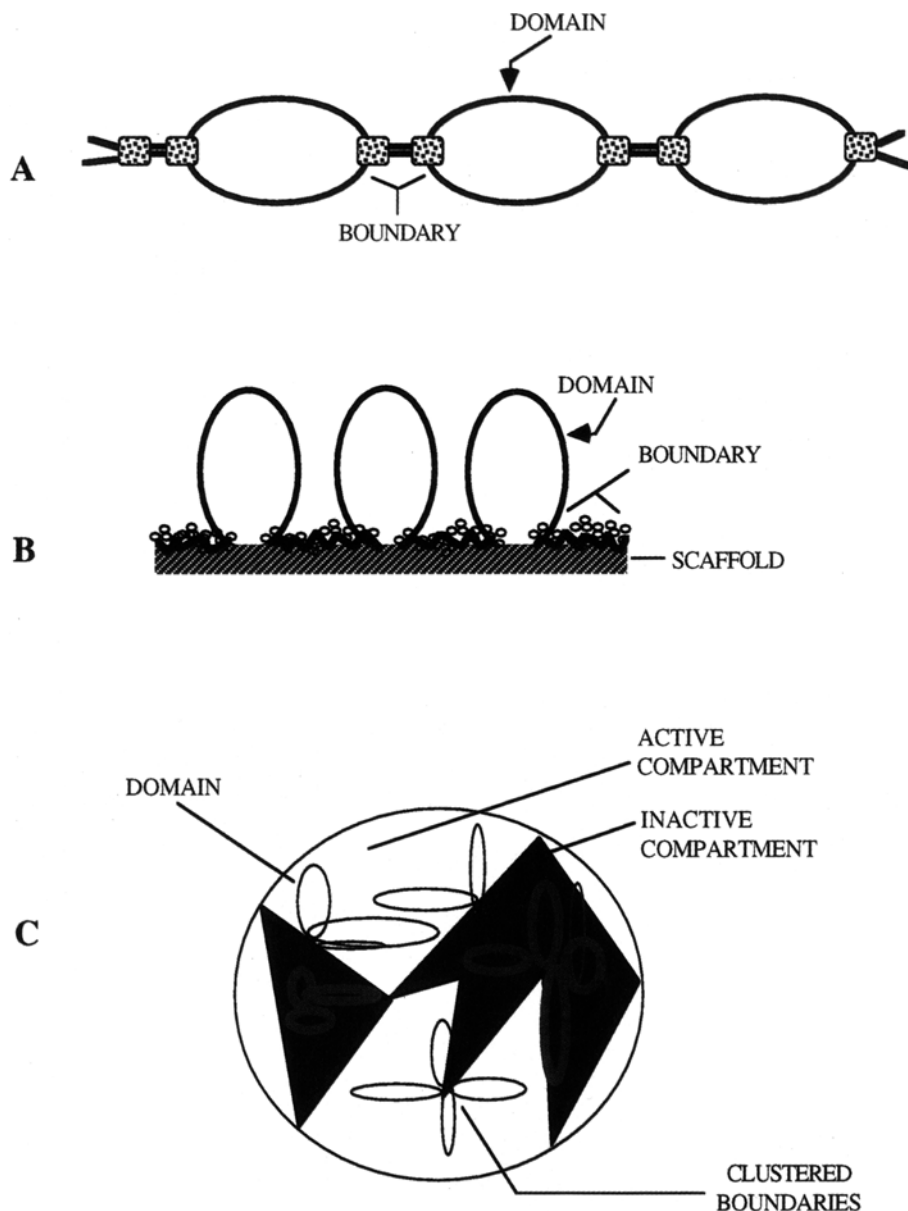 DOMAIN
A
BOUNDARY
DOMAIN
BOUNDARY
B
SCAFFOLD
ACTIVE
COMPARTMENT
DOMAIN
INACTIVE
COMPARTMENT
C
CLUSTERED
BOUNDARIES